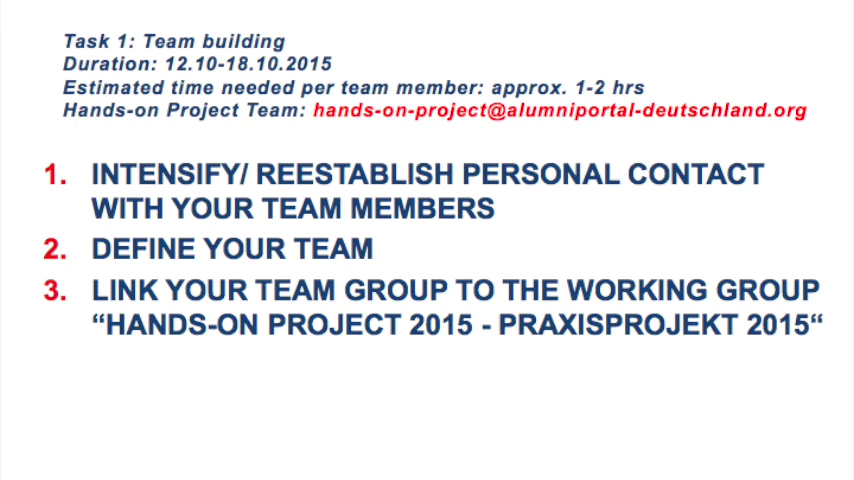 Task 1: Team building
Duration: 12.10-18.10.2015
Estimated time needed per team member: approx. 1-2 hrs
Hands-on Project Team: hands-on-project@alumniportal-deutschland.org
1. INTENSIFY/ REESTABLISH PERSONAL CONTACT
WITH YOUR TEAM MEMBERS
2. DEFINE YOUR TEAM
3. LINK YOUR TEAM GROUP TO THE WORKING GROUP
“HANDS-ON PROJECT 2015 - PRAXISPROJEKT 2015“